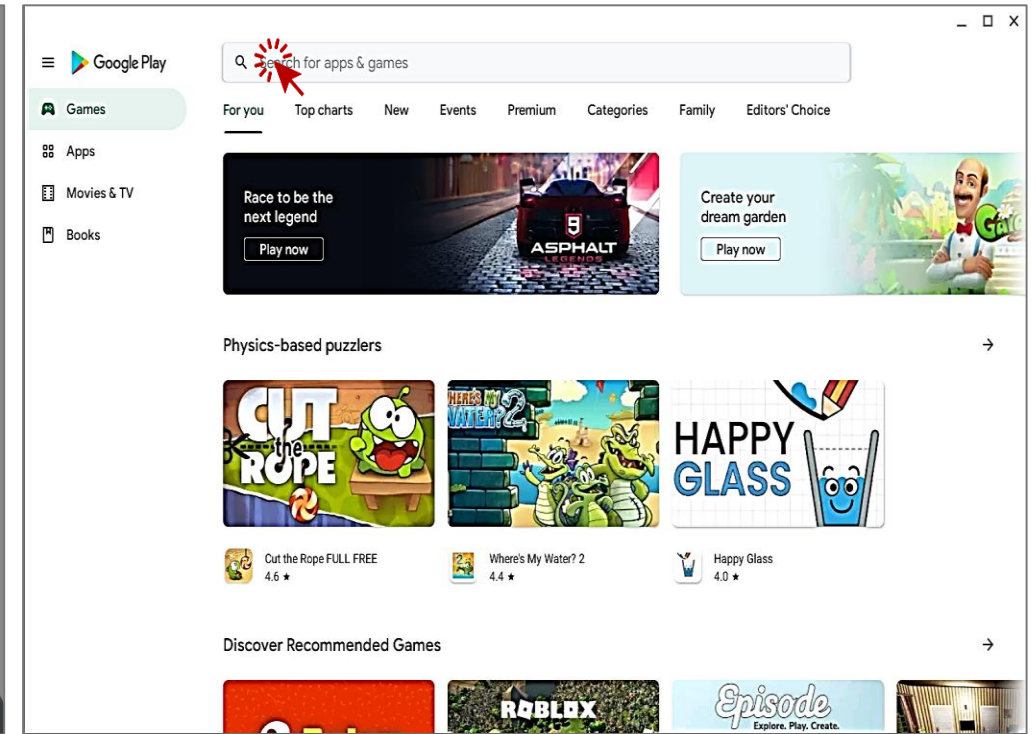 Google Play
Search for apps & games
Games
Apps
Movies & TV
Books
For you
Top charts
New
Events
Premium
Categories
Family
Editors' Choice
Race to be the
next legend
Play now
9
ASPHALT
LEGENDS
Create your
dream garden
Play now
Physics-based puzzlers
CUT
the
ROPE
WHERE'S MY
WATER? 2
HAPPY
GLASS
Cut the Rope FULL FREE
4.6 ★
Where's My Water? 2
4.4 ★
Happy Glass
4.0 ★
Discover Recommended Games
ROBLOX
Episode
Explore. Play. Create.